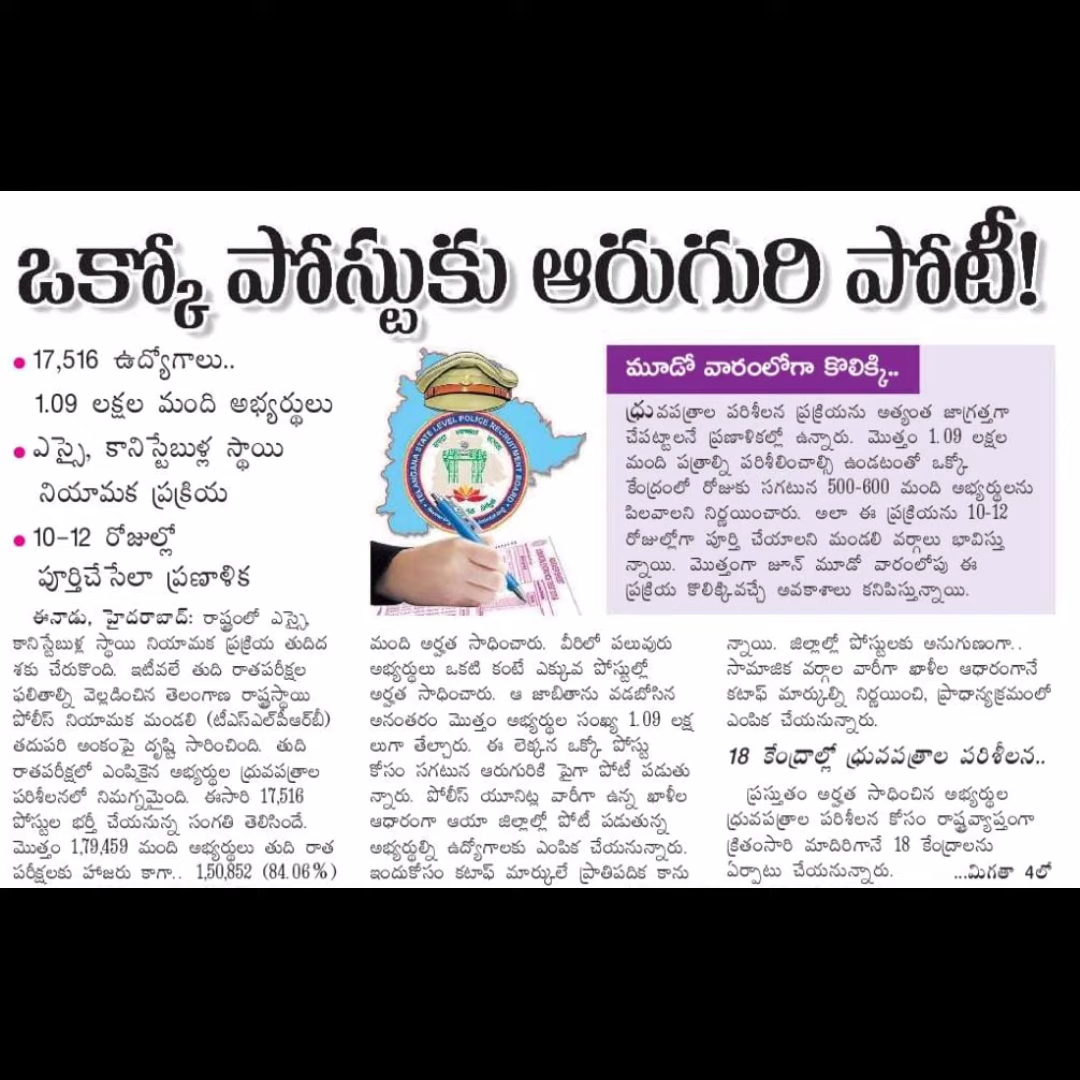 ఒక్కో పోస్టుకు ఆరుగురి పోటీ!
• 17,516 ఉద్యోగాలు..
1.09 లక్షల మంది అభ్యర్థులు
• ఎస్సై, కానిస్టేబుళ్ల స్థాయి
నియామక ప్రక్రియ
• 10-12 రోజుల్లో
పూర్తిచేసేలా ప్రణాళిక
ఈనాడు, హైదరాబాద్: రాష్ట్రంలో ఎస్సై,
కానిస్టేబుళ్ల స్థాయి నియామక ప్రక్రియ తుదిద
శకు చేరుకొంది. ఇటీవలే తుది రాతపరీక్షల
ఫలితాల్ని వెల్లడించిన తెలంగాణ రాష్ట్రస్థాయి
పోలీస్ నియామక మండలి (టీఎస్ఎల్‌పీఆర్‌బీ)
తదుపరి అంకంపై దృష్టి సారించింది. తుది
రాతపరీక్షలో ఎంపికైన అభ్యర్థుల ధ్రువపత్రాల
పరిశీలనలో నిమగ్నమైంది. ఈసారి 17,516
పోస్టుల భర్తీ చేయనున్న సంగతి తెలిసిందే.
మొత్తం 1,79,459 మంది అభ్యర్థులు తుది రాత
పరీక్షలకు హాజరు కాగా.. 1,50,852 (84.06%)
TELANGANA STATE LEVEL POLICE RECRUITMENT BOARD
మంది అర్హత సాధించారు. వీరిలో పలువురు
అభ్యర్థులు ఒకటి కంటే ఎక్కువ పోస్టుల్లో
అర్హత సాధించారు. ఆ జాబితాను వడబోసిన
అనంతరం మొత్తం అభ్యర్థుల సంఖ్య 1.09 లక్ష
లుగా తేల్చారు. ఈ లెక్కన ఒక్కో పోస్టు
కోసం సగటున ఆరుగురికి పైగా పోటీ పడుతు
న్నారు. పోలీస్ యూనిట్ల వారీగా ఉన్న ఖాళీల
ఆధారంగా ఆయా జిల్లాల్లో పోటీ పడుతున్న
అభ్యర్థుల్ని ఉద్యోగాలకు ఎంపిక చేయనున్నారు.
ఇందుకోసం కటాఫ్ మార్కులే ప్రాతిపదిక కాను
మూడో వారంలోగా కొలిక్కి..
ధ్రువపత్రాల పరిశీలన ప్రక్రియను అత్యంత జాగ్రత్తగా
చేపట్టాలనే ప్రణాళికల్లో ఉన్నారు. మొత్తం 1.09 లక్షల
మంది పత్రాల్ని పరిశీలించాల్సి ఉండటంతో ఒక్కో
కేంద్రంలో రోజుకు సగటున 500-600 మంది అభ్యర్థులను
పిలవాలని నిర్ణయించారు. అలా ఈ ప్రక్రియను 10-12
రోజుల్లోగా పూర్తి చేయాలని మండలి వర్గాలు భావిస్తు
న్నాయి. మొత్తంగా జూన్ మూడో వారంలోపు ఈ
ప్రక్రియ కొలిక్కివచ్చే అవకాశాలు కనిపిస్తున్నాయి.
న్నాయి. జిల్లాల్లో పోస్టులకు అనుగుణంగా..
సామాజిక వర్గాల వారీగా ఖాళీల ఆధారంగానే
కటాఫ్ మార్కుల్ని నిర్ణయించి, ప్రాధాన్యక్రమంలో
ఎంపిక చేయనున్నారు.
18 కేంద్రాల్లో ధ్రువపత్రాల పరిశీలన..
ప్రస్తుతం అర్హత సాధించిన అభ్యర్థుల
ధ్రువపత్రాల పరిశీలన కోసం రాష్ట్రవ్యాప్తంగా
క్రితంసారి మాదిరిగానే 18 కేంద్రాలను
ఏర్పాటు చేయనున్నారు. ...మిగతా 4లో